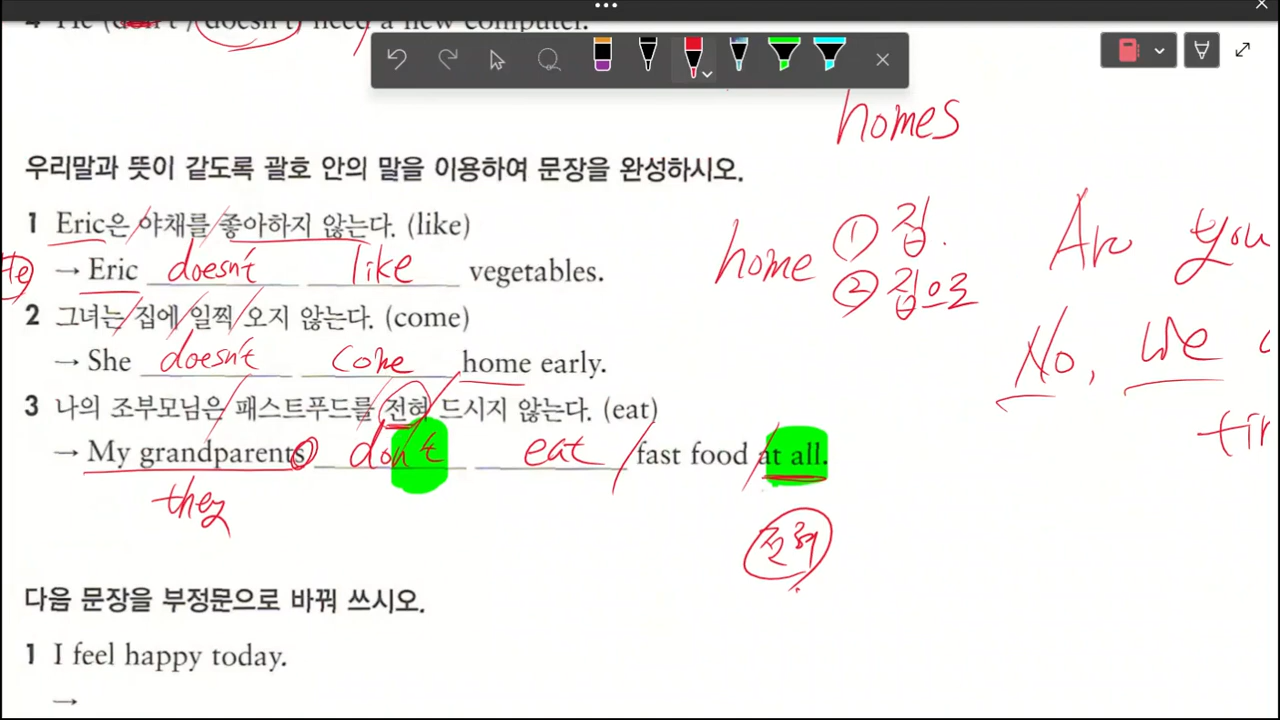 4 He (don't / doesn't) need a new computer.
homes
우리말과 뜻이 같도록 괄호 안의 말을 이용하여 문장을 완성하시오.
1 Eric은 야채를 좋아하지 않는다. (like)
He
→ Eric doesn't like vegetables.
home ① 집.
② 집으로
Are you
2 그녀는 집에 일찍 오지 않는다. (come)
→ She doesn't come home early.
No, we
3 나의 조부모님은 패스트푸드를 전혀 드시지 않는다. (eat)
→ My grandparents don't eat fast food at all.
they
전혀
다음 문장을 부정문으로 바꿔 쓰시오.
1 I feel happy today.
→